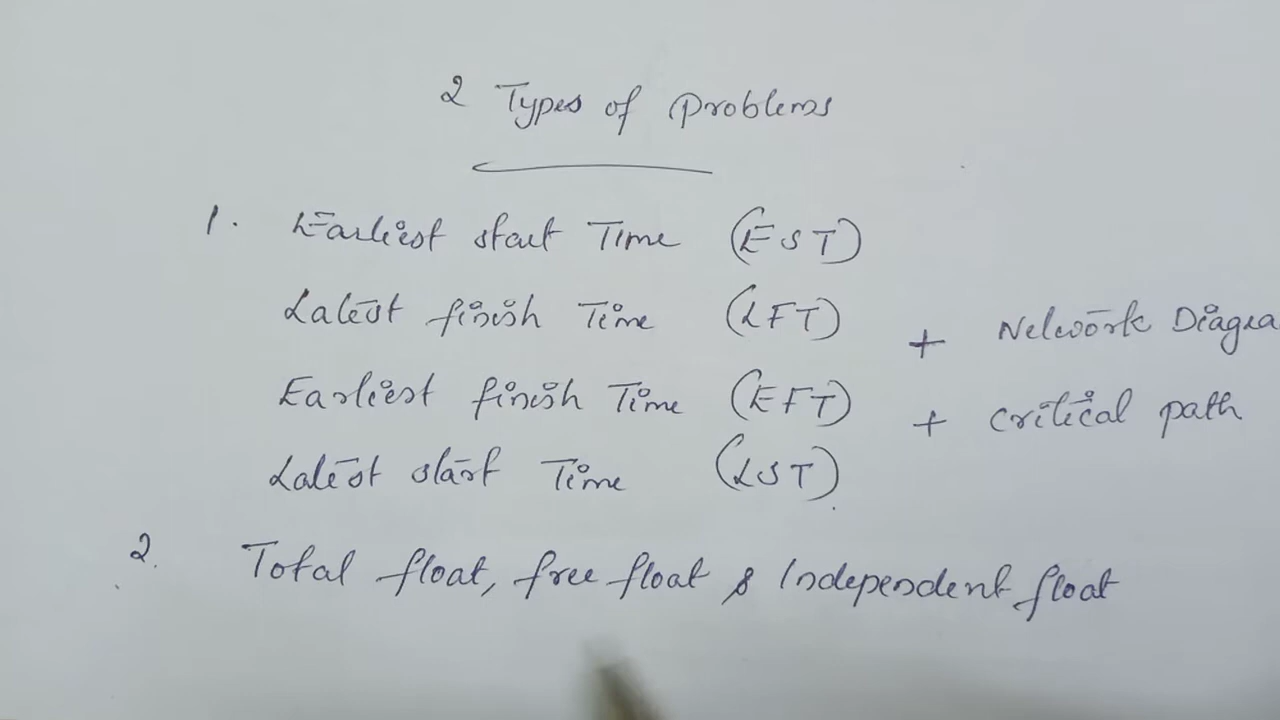 2 Types of Problems
1. Earliest start Time (EST)
Latest finish Time (LFT)
+ Network Diagra
Earliest finish Time (EFT)
+ Critical path
Latest start Time (LST)
2. Total float, free float & Independent float